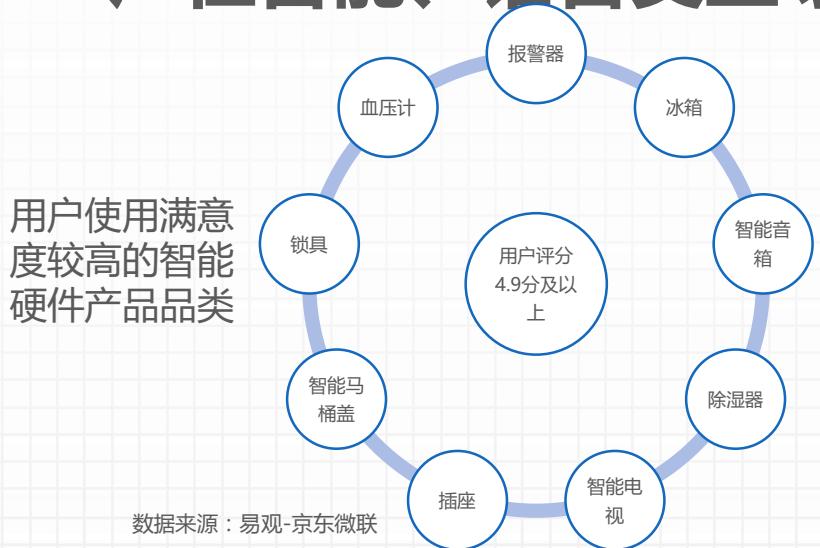 用户使用满意
度较高的智能
硬件产品品类
报警器
冰箱
智能音
箱
除湿器
智能电
视
插座
智能马
桶盖
锁具
血压计
用户评分
4.9分及以
上
数据来源：易观-京东微联